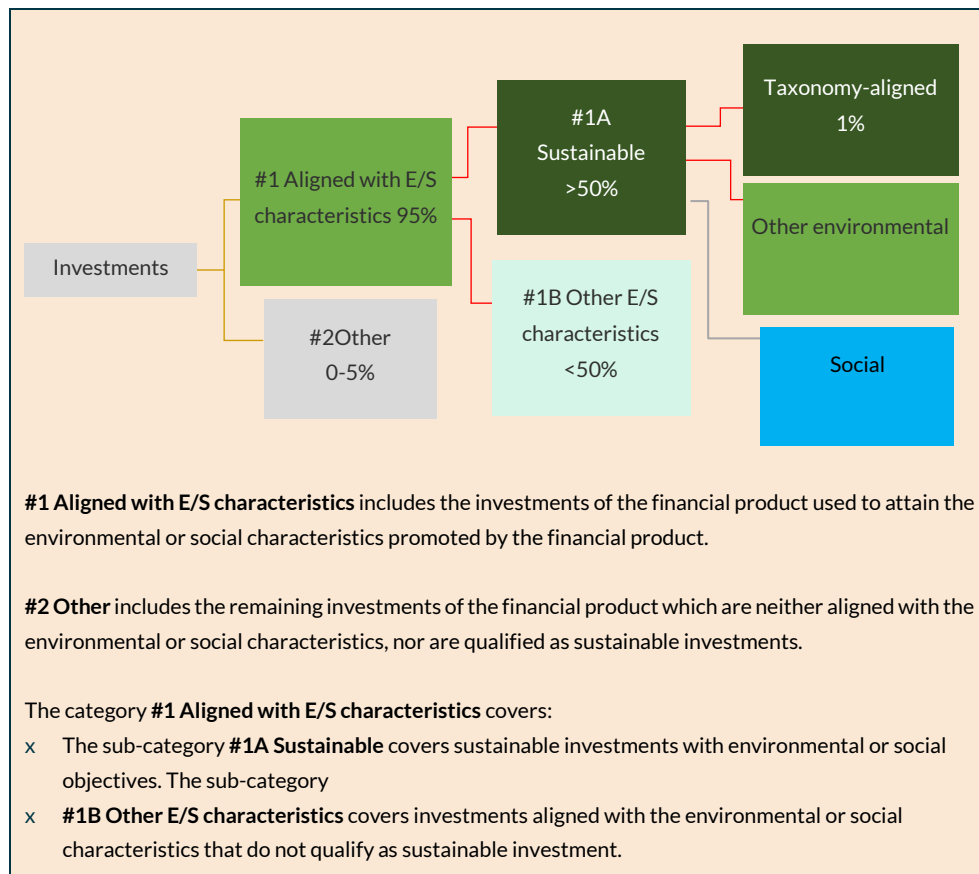 Investments
#1 Aligned with E/S
characteristics 95%
#2Other
0-5%
#1A
Sustainable
>50%
#1B Other E/S
characteristics
<50%
Taxonomy-aligned
1%
Other environmental
Social
#1 Aligned with E/S characteristics includes the investments of the financial product used to attain the
environmental or social characteristics promoted by the financial product.
#2 Other includes the remaining investments of the financial product which are neither aligned with the
environmental or social characteristics, nor are qualified as sustainable investments.
The category #1 Aligned with E/S characteristics covers:
x The sub-category #1A Sustainable covers sustainable investments with environmental or social
objectives. The sub-category
x #1B Other E/S characteristics covers investments aligned with the environmental or social
characteristics that do not qualify as sustainable investment.